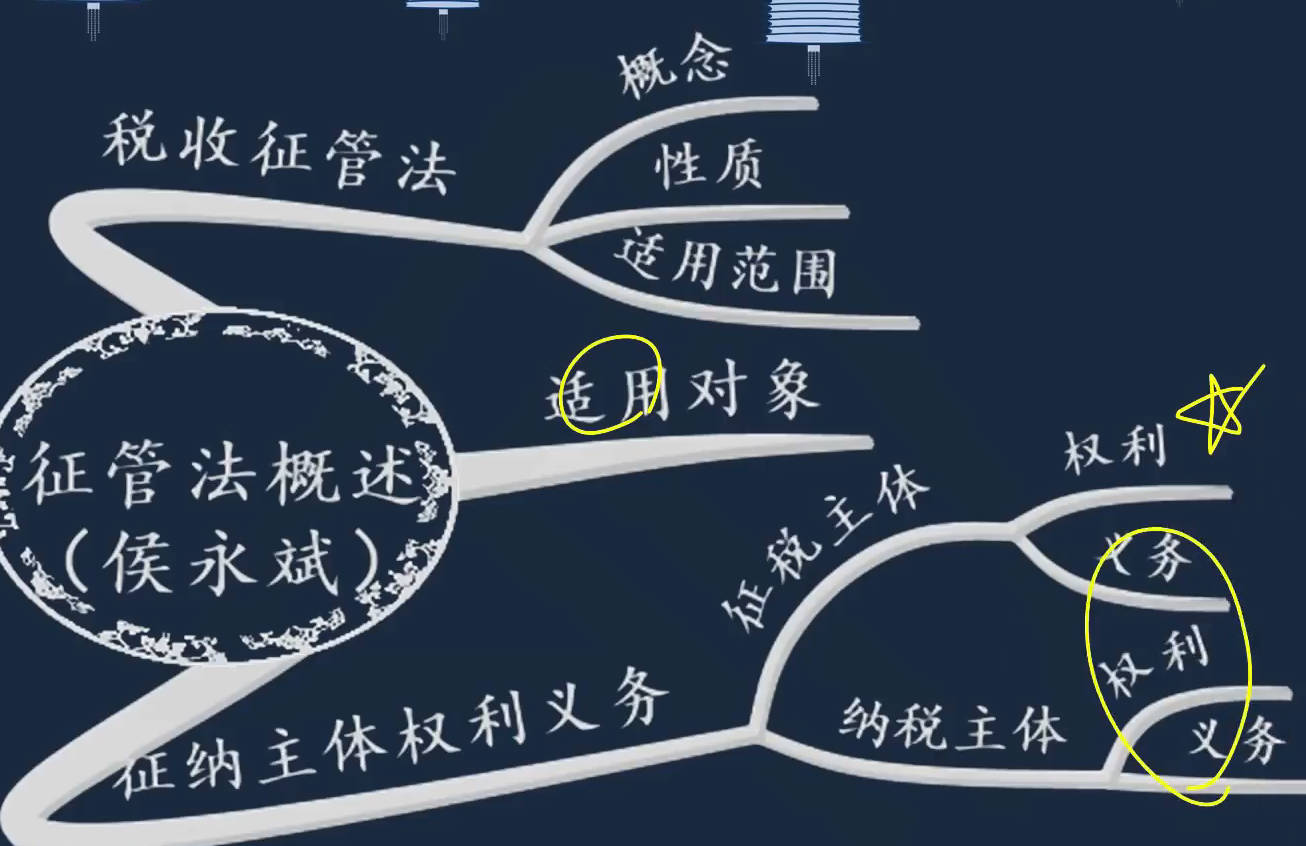 概念
税收征管法
性质
适用范围
适用对象
征管法概述
（侯永斌）
征税主体
权利
义务
征纳主体权利义务
纳税主体
权利
义务